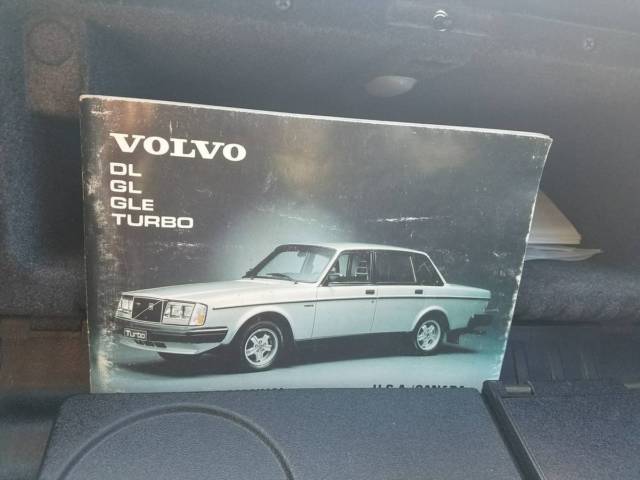 VOLVO
DL
GL
GLE
TURBO
Turbo
U.S.A./CANADA